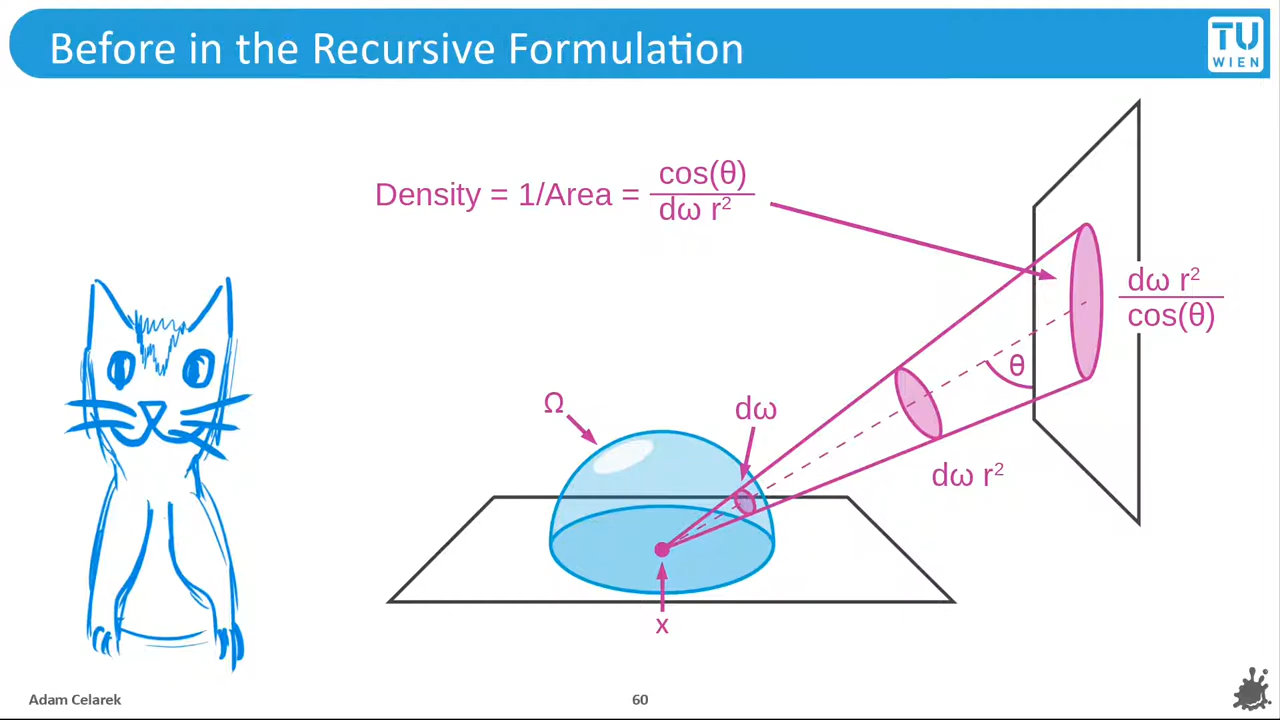 Before in the Recursive Formulation
TU
WIEN
Density = 1/Area = cos(θ)
dω r²
dω r²
cos(θ)
θ
Ω
dω
dω r²
x
Adam Celarek
60